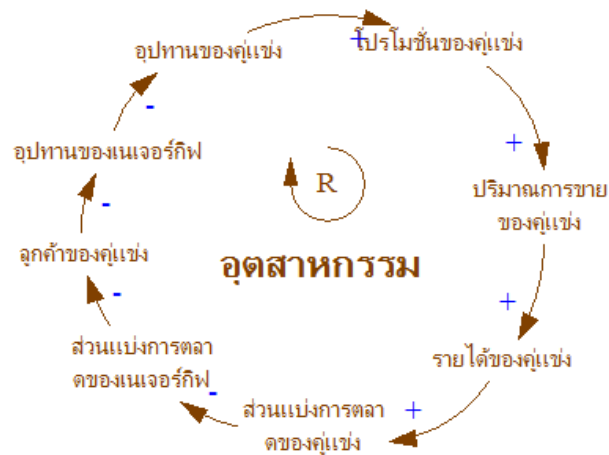 อุปทานของคู่แข่ง
+
โปรโมชั่นของคู่แข่ง
+
ปริมาณการขาย
ของคู่แข่ง
+
รายได้ของคู่แข่ง
+
ส่วนแบ่งการตลา
ดของคู่แข่ง
-
ส่วนแบ่งการตลา
ดของเนเจอร์กิฟ
-
ลูกค้าของคู่แข่ง
-
อุปทานของเนเจอร์กิฟ
-
R
อุตสาหกรรม